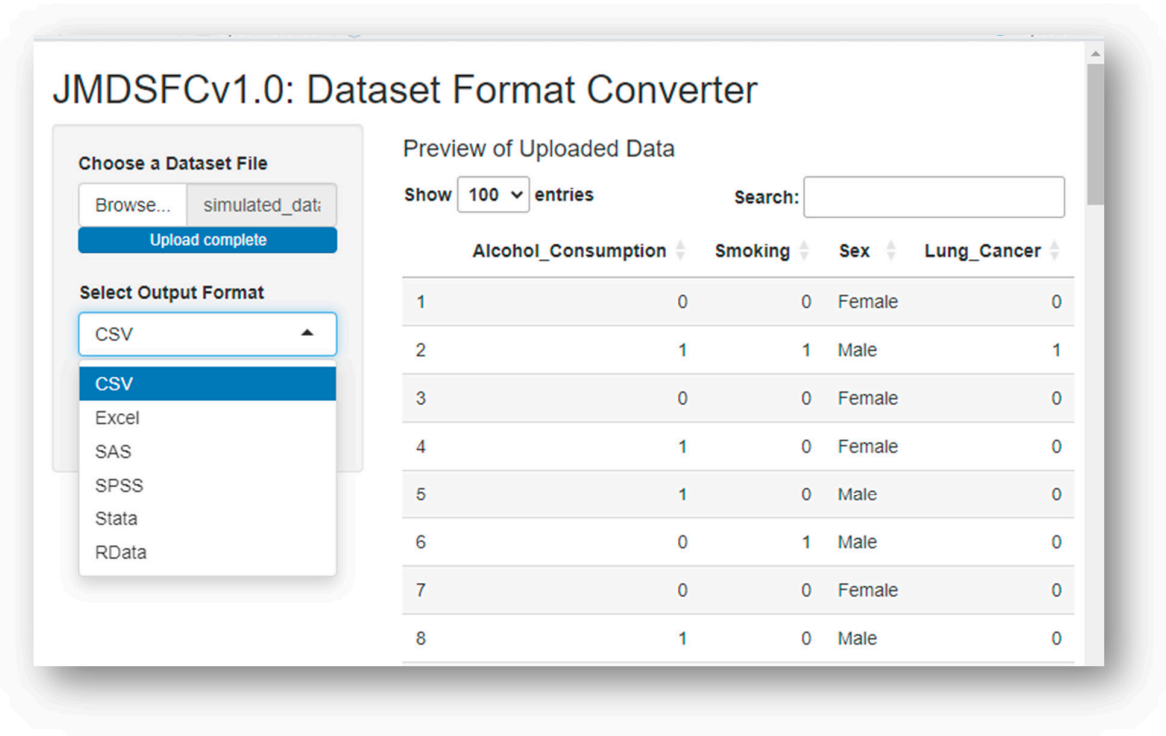 JMDSFCv1.0: Dataset Format Converter
Choose a Dataset File
Browse... simulated_data
Upload complete
Select Output Format
CSV
CSV
Excel
SAS
SPSS
Stata
RData
Preview of Uploaded Data
Show 100 entries Search:
Alcohol_Consumption Smoking Sex Lung_Cancer
1 0 0 Female 0
2 1 1 Male 1
3 0 0 Female 0
4 1 0 Female 0
5 1 0 Male 0
6 0 1 Male 0
7 0 0 Female 0
8 1 0 Male 0